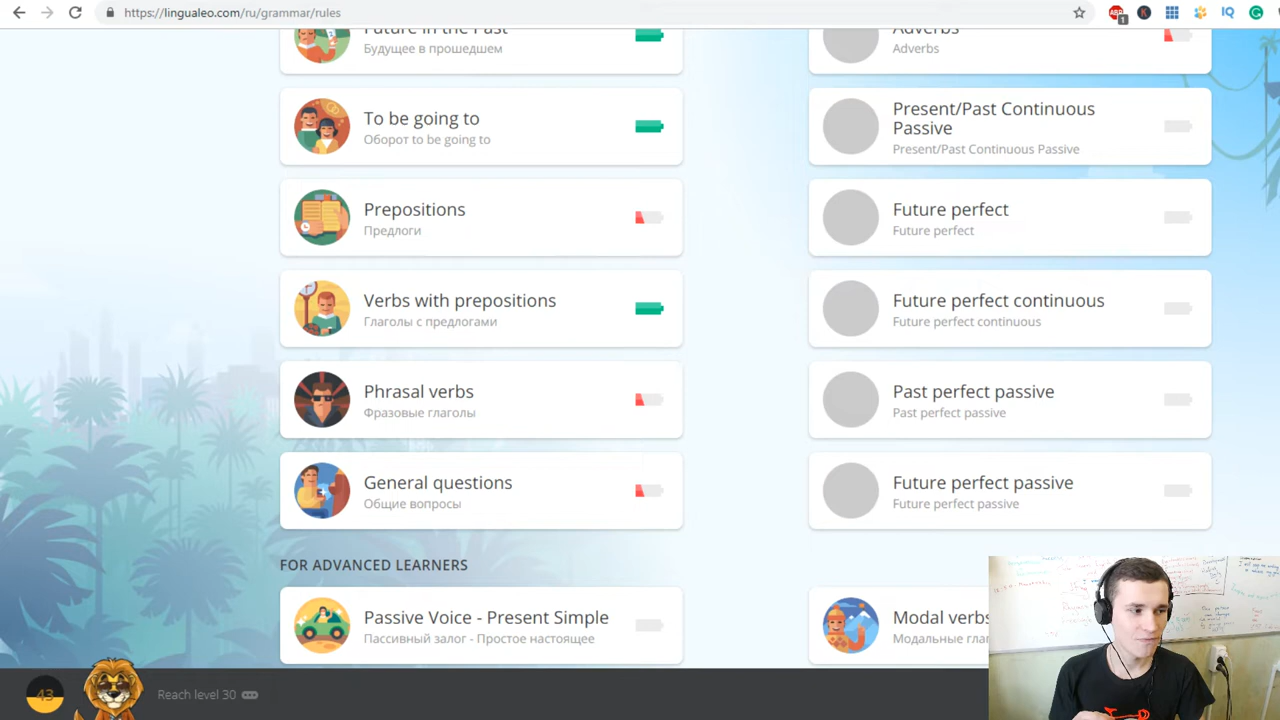 https://lingualeo.com/ru/grammar/rules
ABP
1
K
IQ
G
Future in the Past
Будущее в прошедшем
To be going to
Оборот to be going to
Prepositions
Предлоги
Verbs with prepositions
Глаголы с предлогами
Phrasal verbs
Фразовые глаголы
General questions
Общие вопросы
Adverbs
Adverbs
Present/Past Continuous
Passive
Present/Past Continuous Passive
Future perfect
Future perfect
Future perfect continuous
Future perfect continuous
Past perfect passive
Past perfect passive
Future perfect passive
Future perfect passive
FOR ADVANCED LEARNERS
Passive Voice - Present Simple
Пассивный залог - Простое настоящее
Modal verbs
Модальные
43
Reach level 30